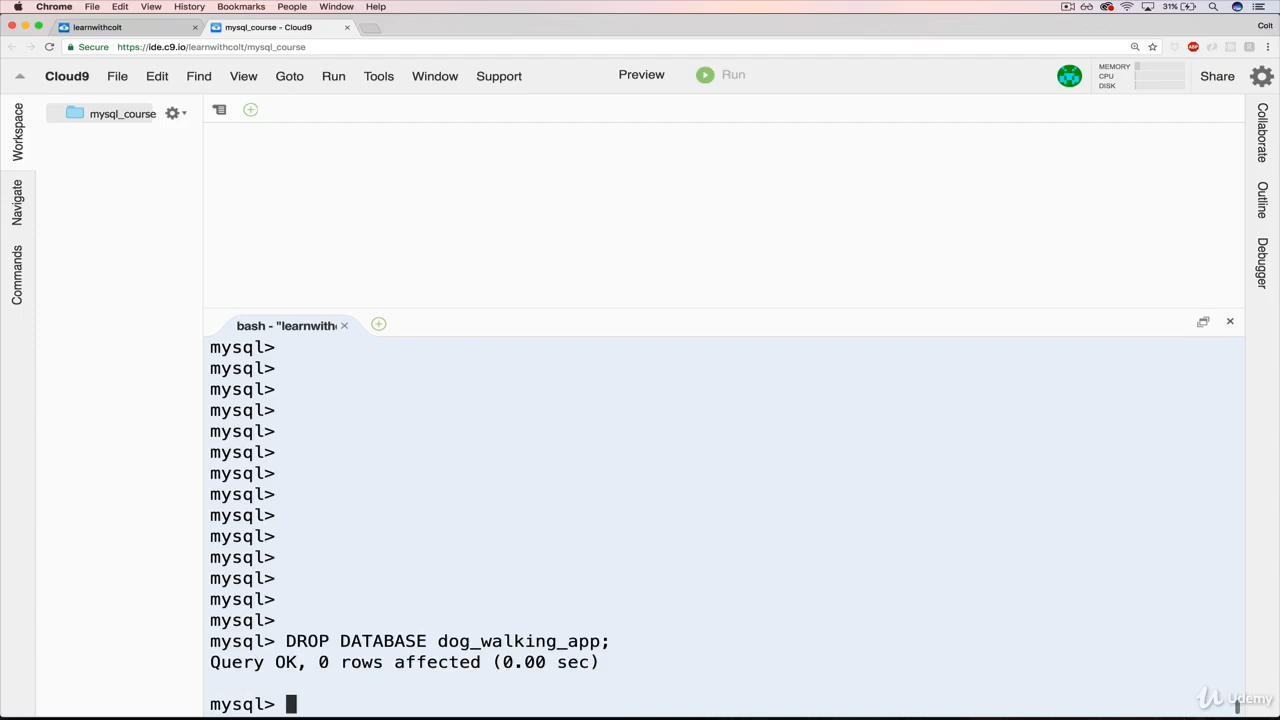 Chrome File Edit View History Bookmarks People Window Help 31%
learnwithcolt mysql_course - Cloud9 Colt
Secure https://ide.c9.io/learnwithcolt/mysql_course
Cloud9 File Edit Find View Goto Run Tools Window Support Preview Run MEMORY CPU DISK Share
Workspace
Navigate
Commands
mysql_course
Collaborate
Outline
Debugger
bash - "learnwith
mysql>
mysql>
mysql>
mysql>
mysql>
mysql>
mysql>
mysql>
mysql>
mysql>
mysql>
mysql>
mysql>
mysql>
mysql> DROP DATABASE dog_walking_app;
Query OK, 0 rows affected (0.00 sec)
mysql>
Udemy